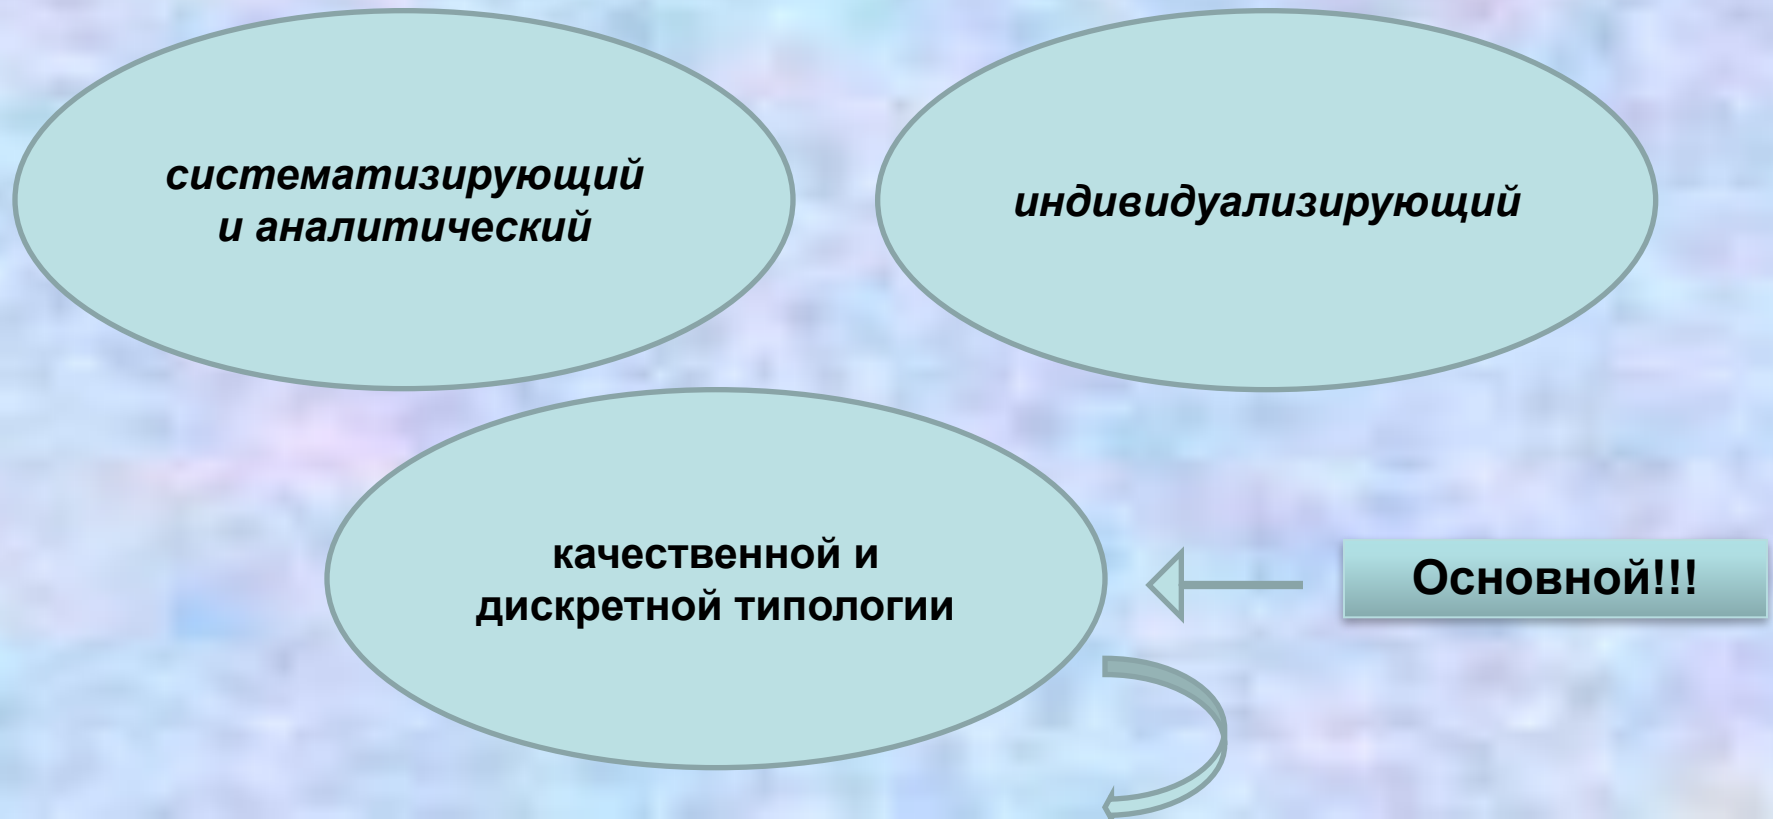 систематизирующий
и аналитический
индивидуализирующий
качественной и
дискретной типологии
Основной!!!